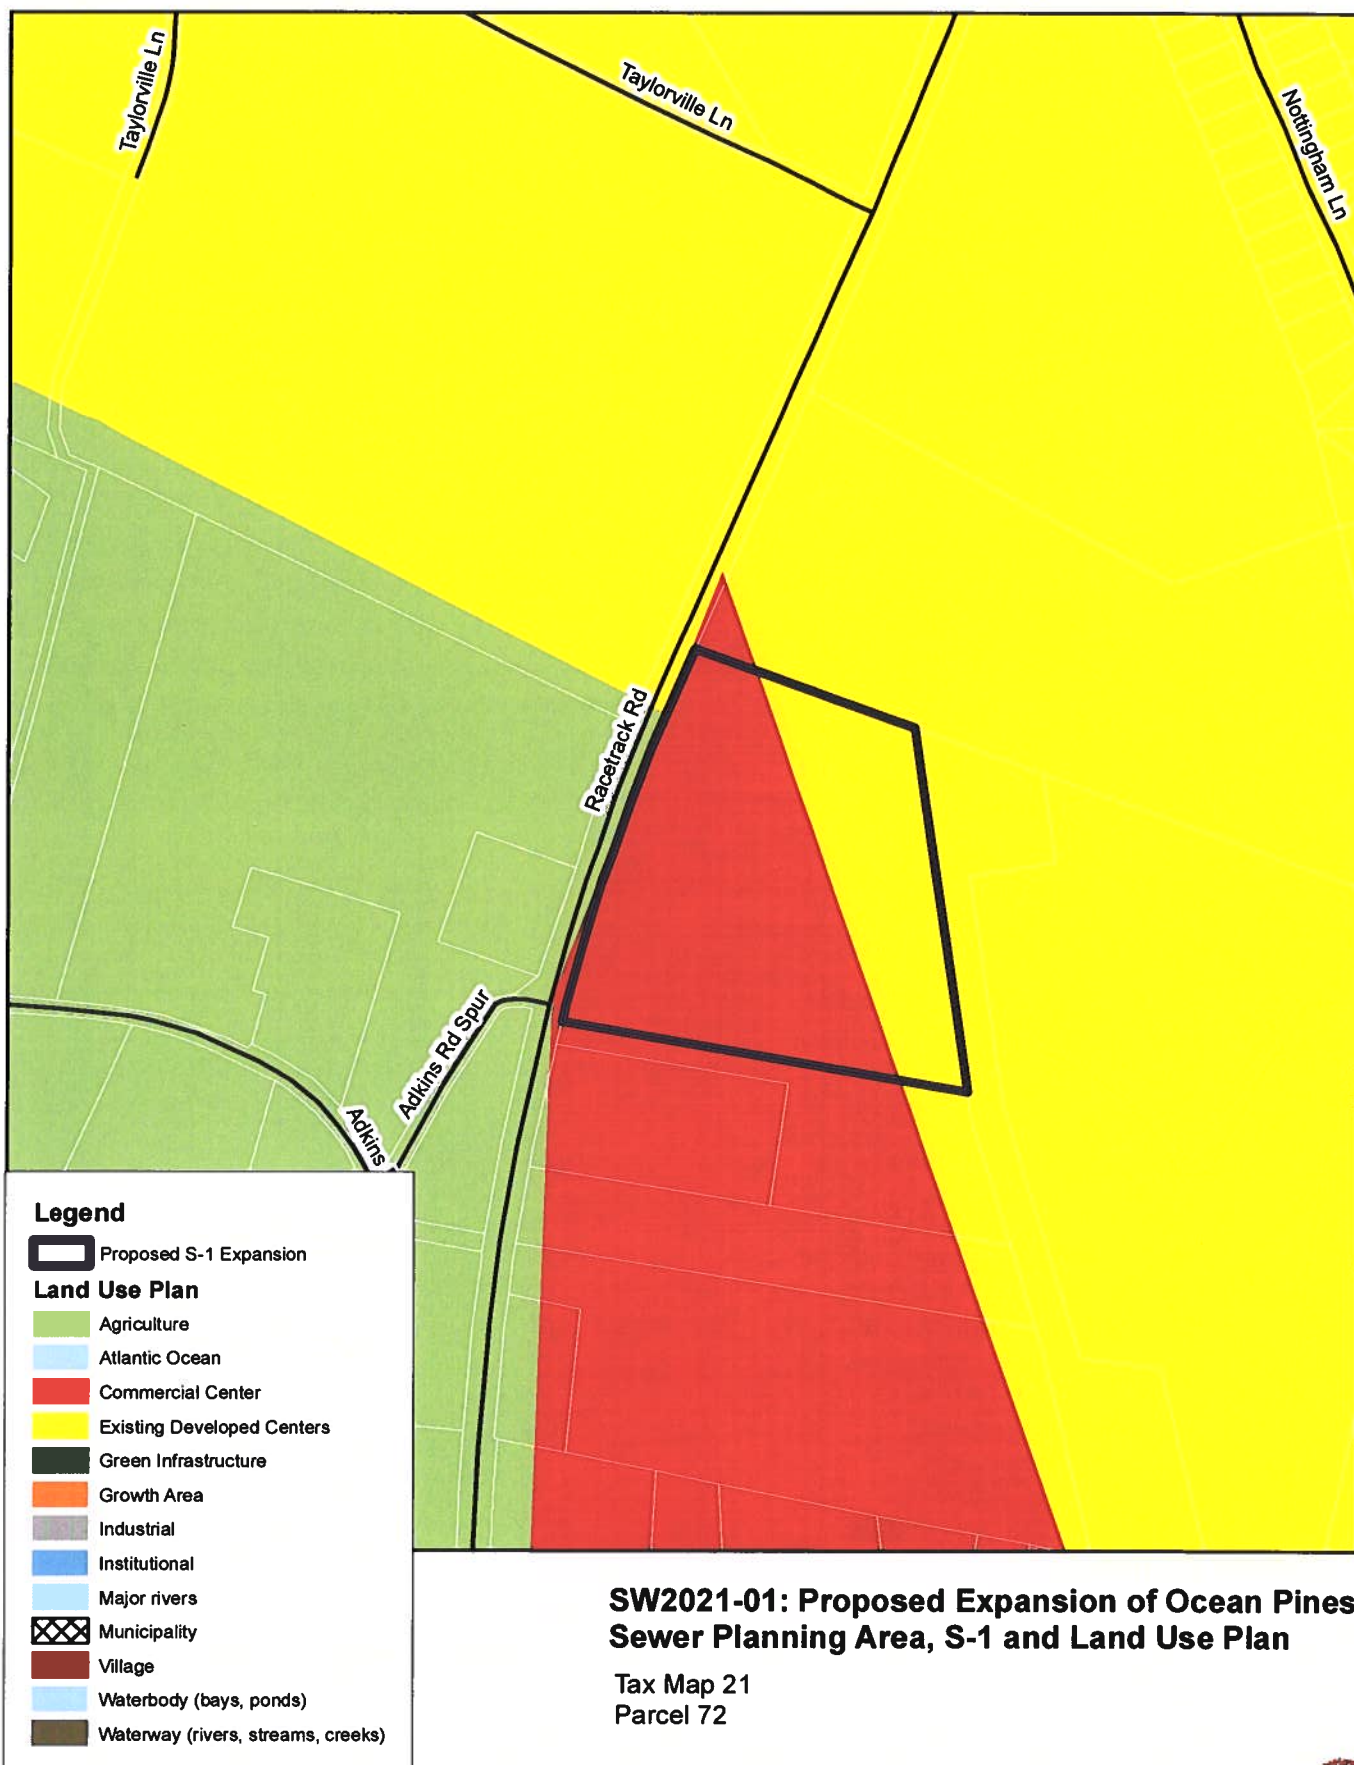 Taylorville Ln
Taylorville Ln
Nottingham Ln
Racetrack Rd
Adkins Rd Spur
Adkins
Legend
Proposed S-1 Expansion
Land Use Plan
Agriculture
Atlantic Ocean
Commercial Center
Existing Developed Centers
Green Infrastructure
Growth Area
Industrial
Institutional
Major rivers
Municipality
Village
Waterbody (bays, ponds)
Waterway (rivers, streams, creeks)
SW2021-01: Proposed Expansion of Ocean Pines
Sewer Planning Area, S-1 and Land Use Plan
Tax Map 21
Parcel 72